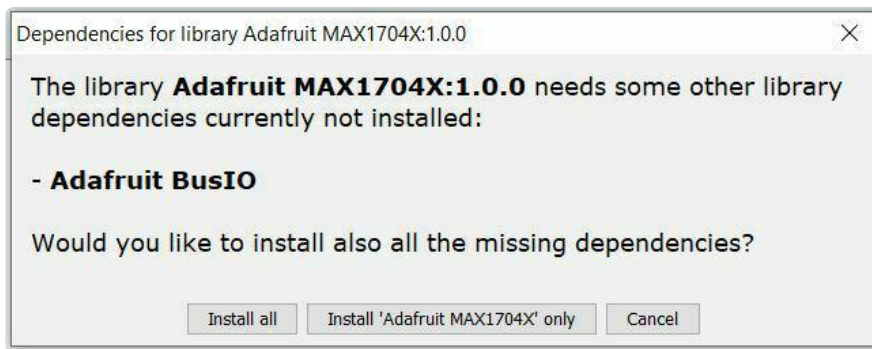 Dependencies for library Adafruit MAX1704X:1.0.0
The library Adafruit MAX1704X:1.0.0 needs some other library
dependencies currently not installed:
- Adafruit BusIO
Would you like to install also all the missing dependencies?
Install all Install 'Adafruit MAX1704X' only Cancel